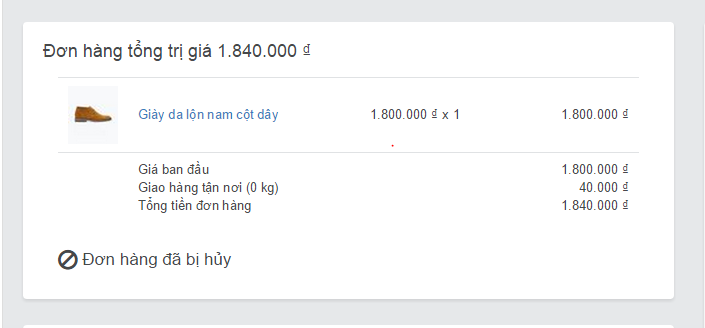 Đơn hàng tổng trị giá 1.840.000 ₫
Giày da lộn nam cột dây 1.800.000 ₫ x 1 1.800.000 ₫
Giá ban đầu 1.800.000 ₫
Giao hàng tận nơi (0 kg) 40.000 ₫
Tổng tiền đơn hàng 1.840.000 ₫
Đơn hàng đã bị hủy